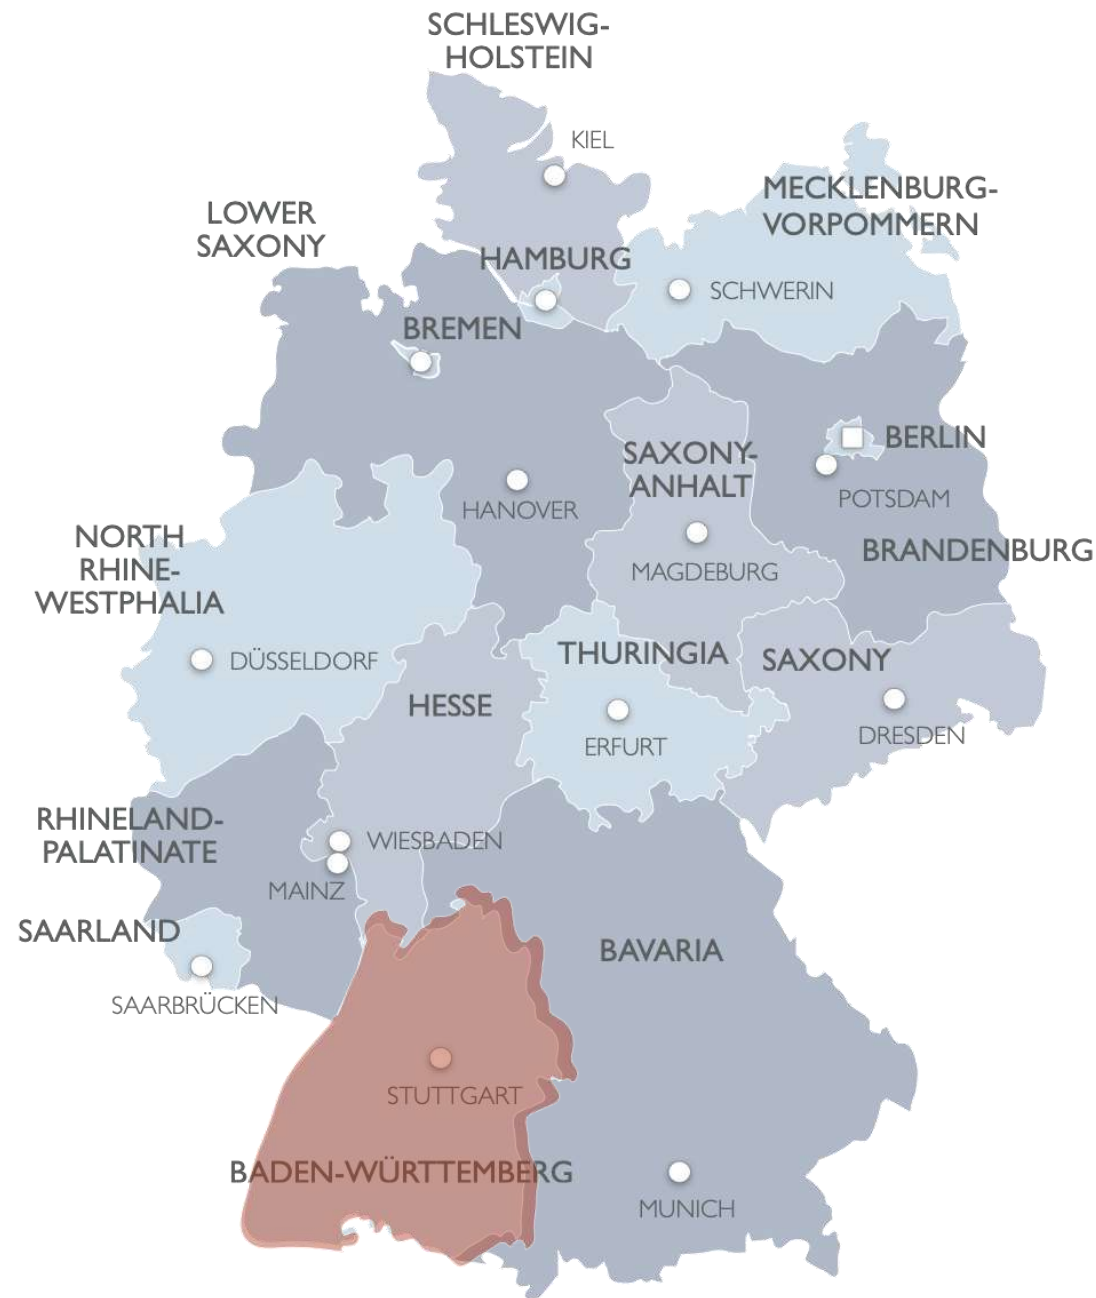 SCHLESWIG-
HOLSTEIN
KIEL
MECKLENBURG-
VORPOMMERN
LOWER
SAXONY
HAMBURG
SCHWERIN
BREMEN
BERLIN
SAXONY-
ANHALT
POTSDAM
HANOVER
NORTH
RHINE-
WESTPHALIA
BRANDENBURG
MAGDEBURG
DÜSSELDORF
THURINGIA
SAXONY
HESSE
ERFURT
DRESDEN
RHINELAND-
PALATINATE
WIESBADEN
MAINZ
SAARLAND
BAVARIA
SAARBRÜCKEN
STUTTGART
BADEN-WÜRTTEMBERG
MUNICH